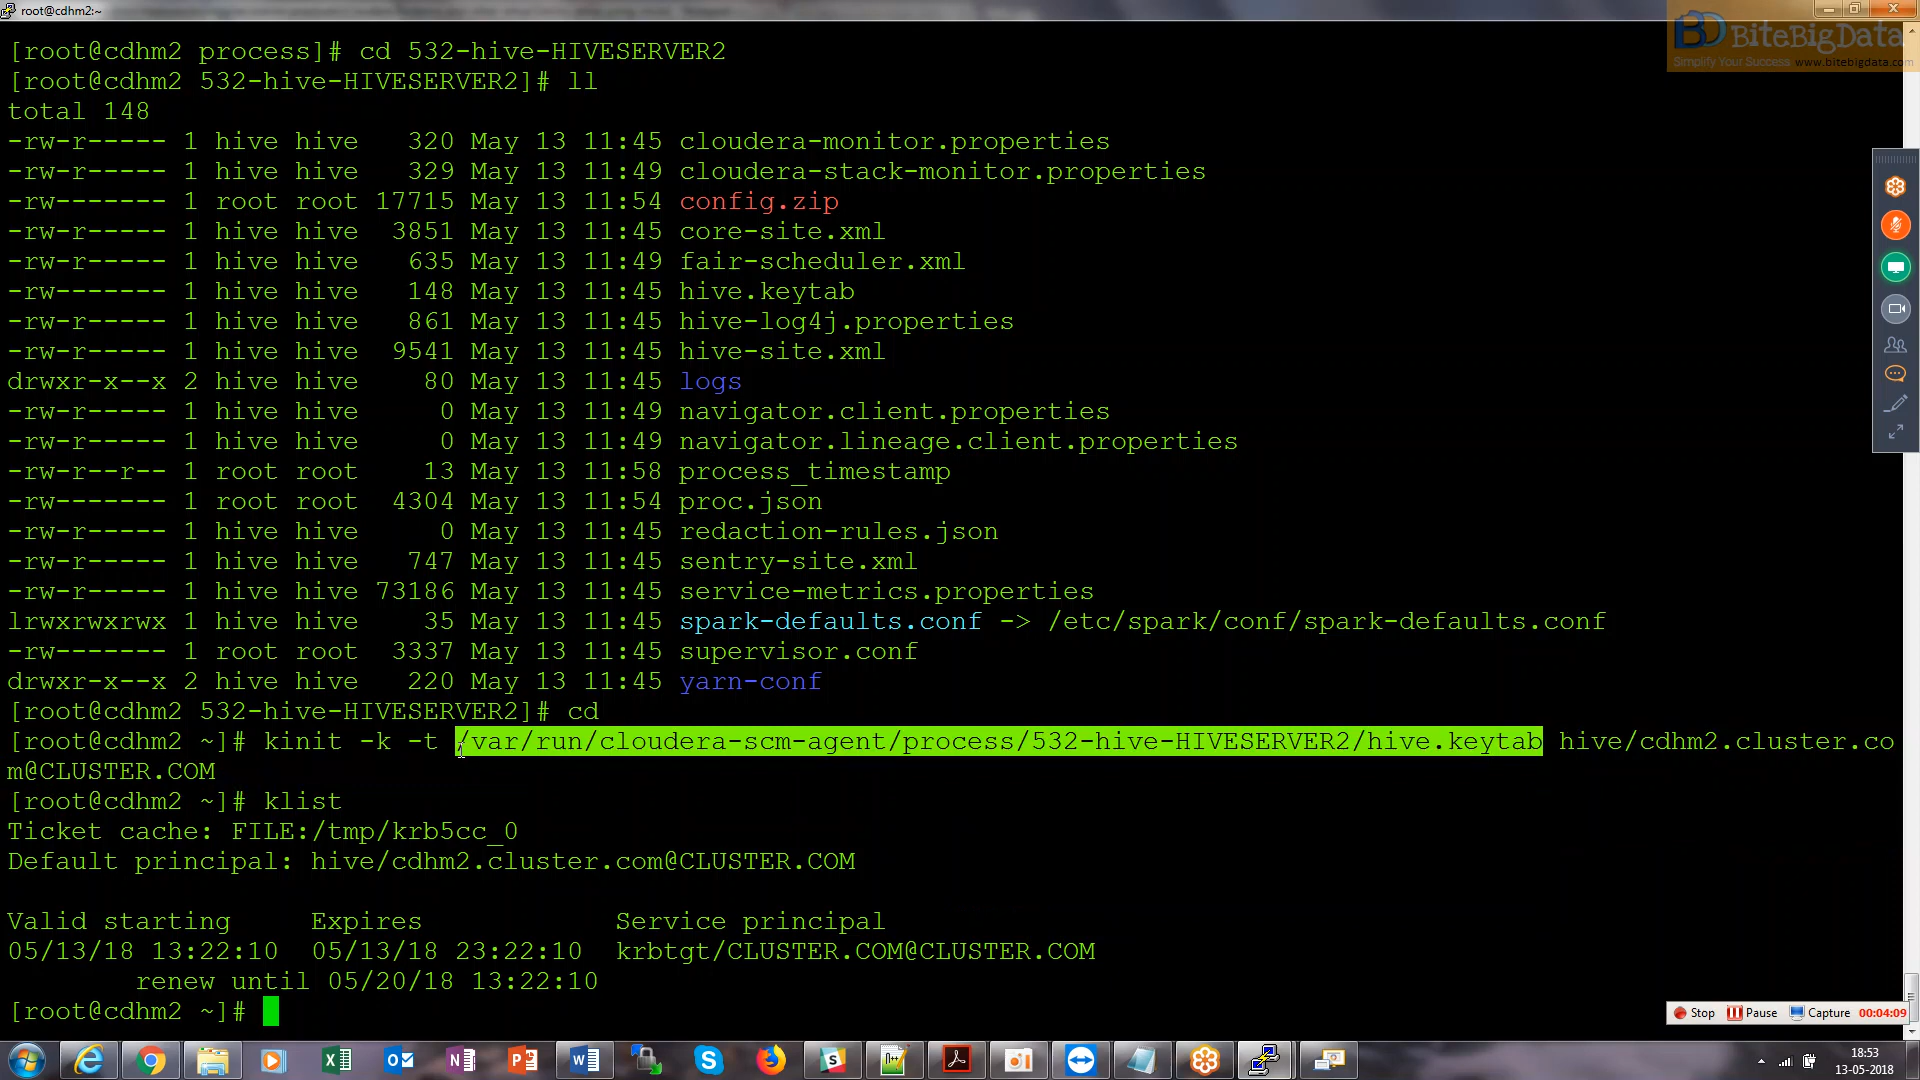 root@cdhm2:~
BD BiteBigData
Simplify Your Success www.bitebigdata.com
[root@cdhm2 process]# cd 532-hive-HIVESERVER2
[root@cdhm2 532-hive-HIVESERVER2]# ll
total 148
-rw-r----- 1 hive hive   320 May 13 11:45 cloudera-monitor.properties
-rw-r----- 1 hive hive   329 May 13 11:49 cloudera-stack-monitor.properties
-rw------- 1 root root 17715 May 13 11:54 config.zip
-rw-r----- 1 hive hive  3851 May 13 11:45 core-site.xml
-rw-r----- 1 hive hive   635 May 13 11:49 fair-scheduler.xml
-rw------- 1 hive hive   148 May 13 11:45 hive.keytab
-rw-r----- 1 hive hive   861 May 13 11:45 hive-log4j.properties
-rw-r----- 1 hive hive  9541 May 13 11:45 hive-site.xml
drwxr-x--x 2 hive hive    80 May 13 11:45 logs
-rw-r----- 1 hive hive     0 May 13 11:49 navigator.client.properties
-rw-r----- 1 hive hive     0 May 13 11:49 navigator.lineage.client.properties
-rw-r--r-- 1 root root    13 May 13 11:58 process_timestamp
-rw------- 1 root root  4304 May 13 11:54 proc.json
-rw-r----- 1 hive hive     0 May 13 11:45 redaction-rules.json
-rw-r----- 1 hive hive   747 May 13 11:45 sentry-site.xml
-rw-r----- 1 hive hive 73186 May 13 11:45 service-metrics.properties
lrwxrwxrwx 1 hive hive    35 May 13 11:45 spark-defaults.conf -> /etc/spark/conf/spark-defaults.conf
-rw------- 1 root root  3337 May 13 11:45 supervisor.conf
drwxr-x--x 2 hive hive   220 May 13 11:45 yarn-conf
[root@cdhm2 532-hive-HIVESERVER2]# cd
[root@cdhm2 ~]# kinit -k -t /var/run/cloudera-scm-agent/process/532-hive-HIVESERVER2/hive.keytab hive/cdhm2.cluster.co
m@CLUSTER.COM
[root@cdhm2 ~]# klist
Ticket cache: FILE:/tmp/krb5cc_0
Default principal: hive/cdhm2.cluster.com@CLUSTER.COM
Valid starting     Expires            Service principal
05/13/18 13:22:10  05/13/18 23:22:10  krbtgt/CLUSTER.COM@CLUSTER.COM
renew until 05/20/18 13:22:10
[root@cdhm2 ~]#
Stop Pause Capture 00:04:09
18:53
13-05-2018